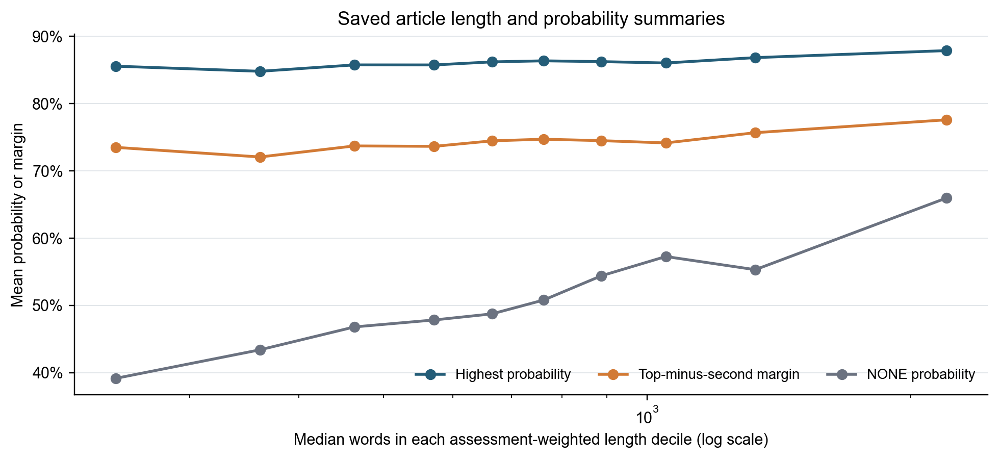 Saved article length and probability summaries
90%
80%
70%
60%
50%
40%
Mean probability or margin
Highest probability
Top-minus-second margin
NONE probability
10³
Median words in each assessment-weighted length decile (log scale)